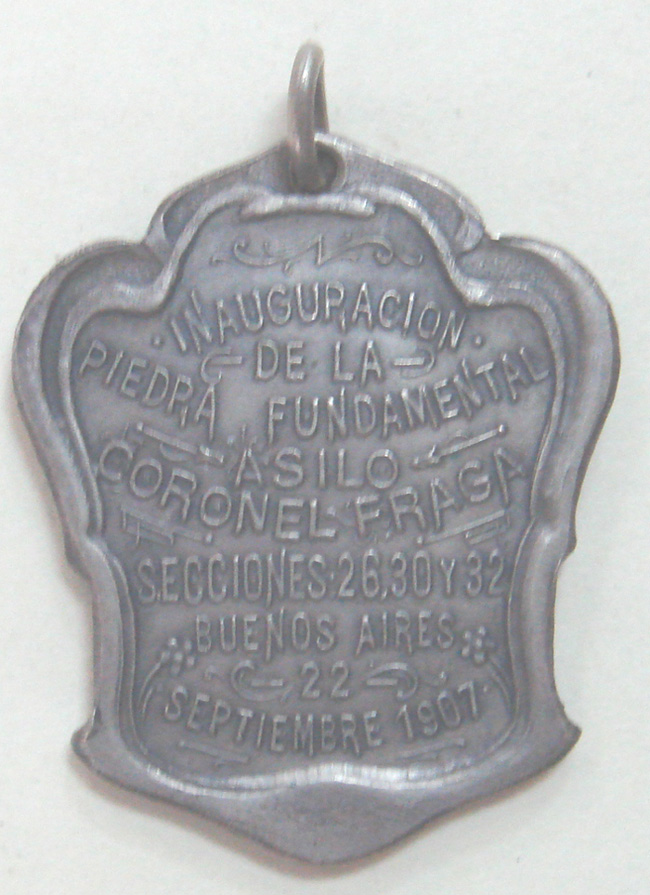 · INAUGURACION ·
DE LA
PIEDRA FUNDAMENTAL
ASILO
CORONEL FRAGA
SECCIONES·26,30 Y 32
BUENOS AIRES
22
·SEPTIEMBRE 1907·